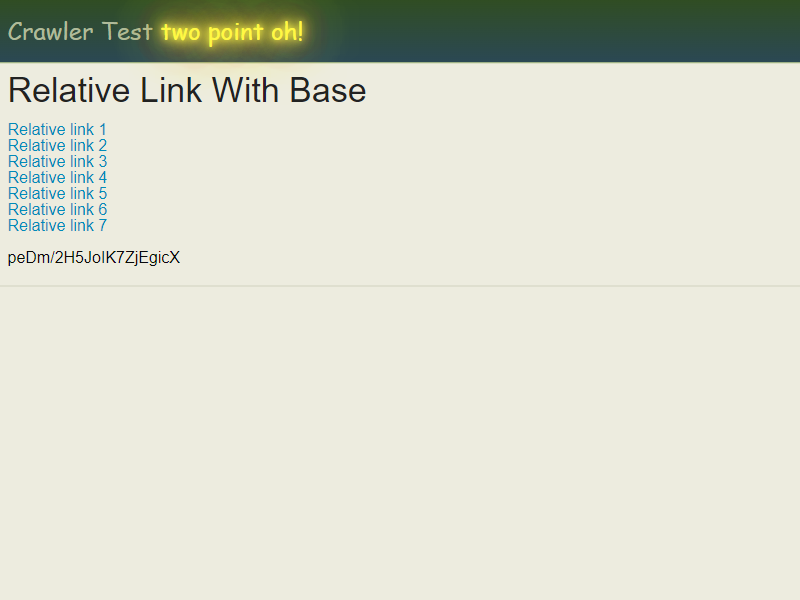 Crawler Test two point oh!
Relative Link With Base
Relative link 1
Relative link 2
Relative link 3
Relative link 4
Relative link 5
Relative link 6
Relative link 7
peDm/2H5JoIK7ZjEgicX